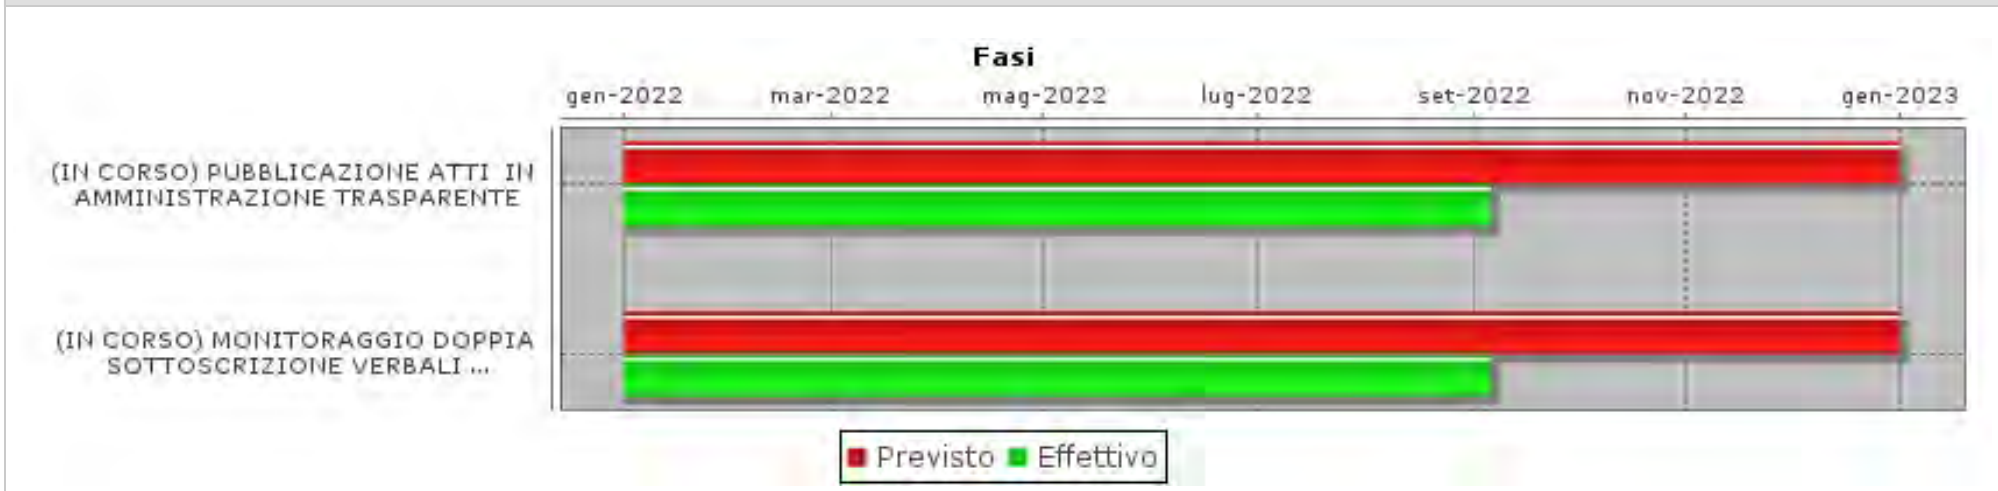 Fasi
gen-2022 mar-2022 mag-2022 lug-2022 set-2022 nov-2022 gen-2023
(IN CORSO) PUBBLICAZIONE ATTI IN
AMMINISTRAZIONE TRASPARENTE
(IN CORSO) MONITORAGGIO DOPPIA
SOTTOSCRIZIONE VERBALI ...
Previsto Effettivo